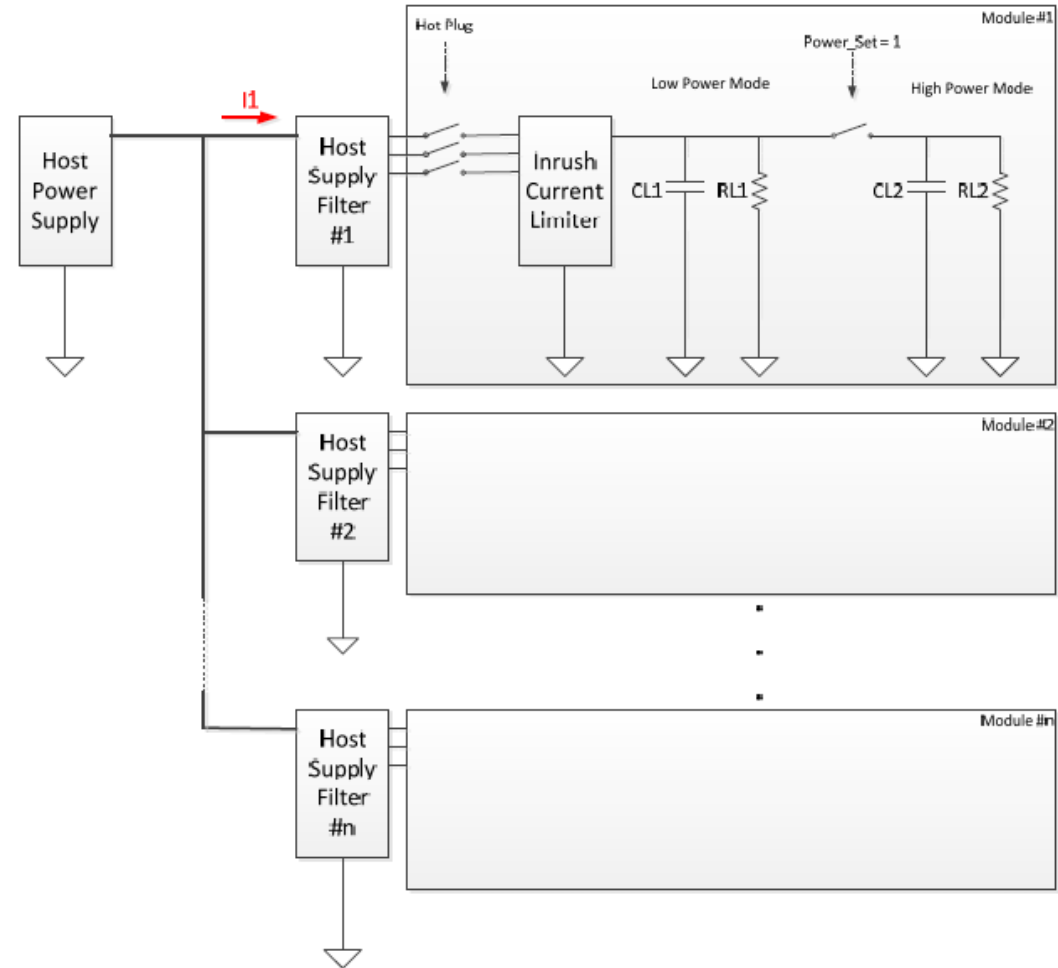 Module #1
Hot Plug
Power_Set = 1
Low Power Mode
High Power Mode
I1
Host
Power
Supply
Host
Supply
Filter
#1
Inrush
Current
Limiter
CL1
RL1
CL2
RL2
Module #2
Host
Supply
Filter
#2
Module #n
Host
Supply
Filter
#n